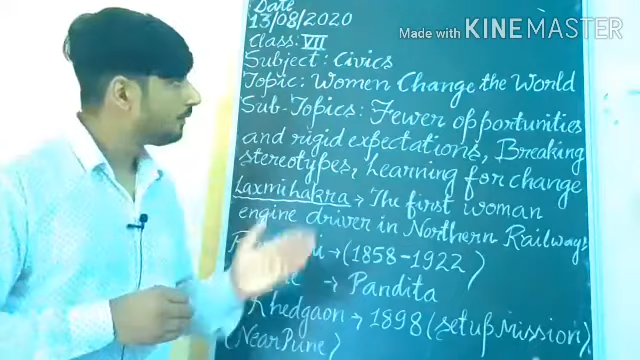 Date
13/08/2020
Class: VII
Subject: Civics
Topic: Women Change the World
Sub-Topics: Fewer opportunities
and rigid expectations, Breaking
stereotypes, Learning for change
Laxmi hakra → The first woman
engine driver in Northern Railways
→ (1858-1922)
→ Pandita
Khedgaon → 1898 (setup Mission)
(Near Pune)
Made with KINEMASTER